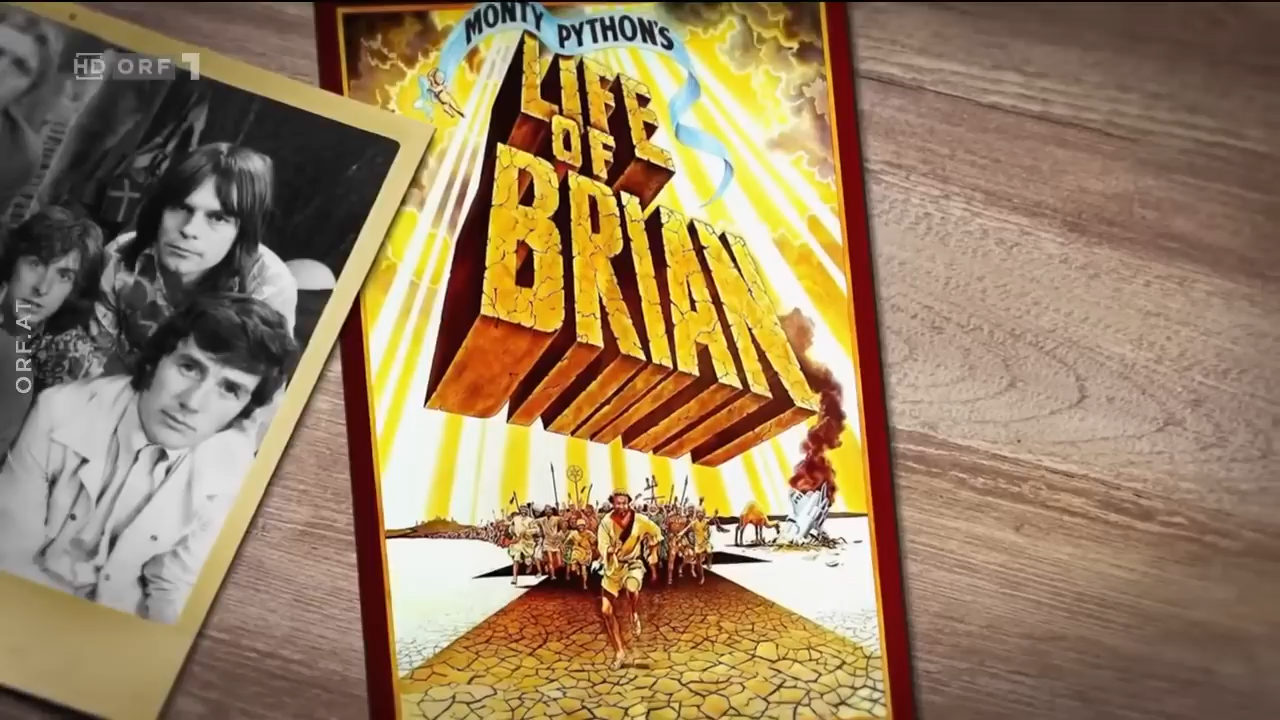 HD ORF 1
ORF.AT
MONTY PYTHON'S
LIFE
OF
BRIAN